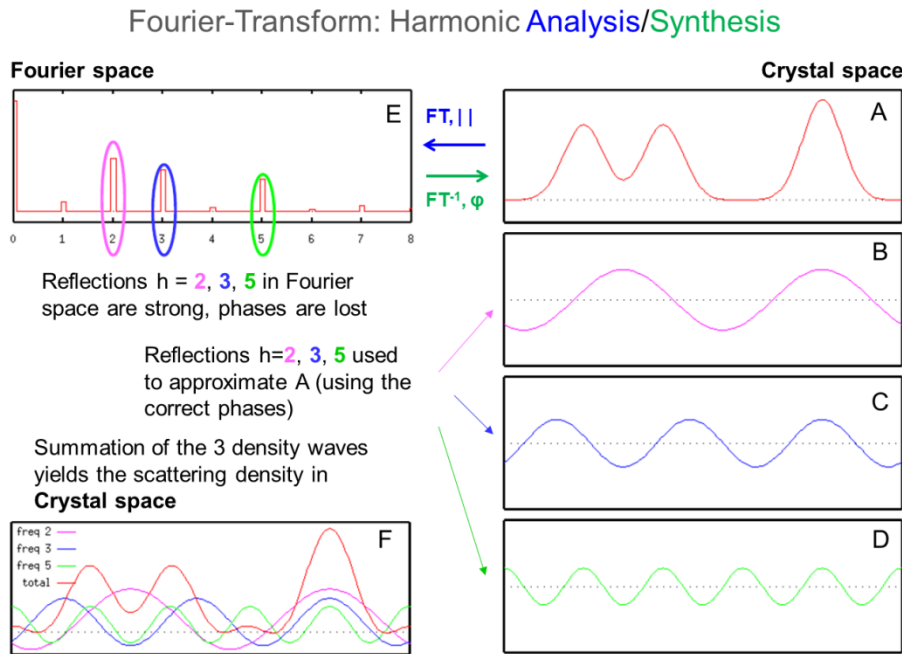 Fourier-Transform: Harmonic Analysis/Synthesis
Fourier space
E
0 1 2 3 4 5 6 7 8
FT, | |
FT-1, φ
Crystal space
A
Reflections h = 2, 3, 5 in Fourier
space are strong, phases are lost
B
Reflections h=2, 3, 5 used
to approximate A (using the
correct phases)
C
Summation of the 3 density waves
yields the scattering density in
Crystal space
F
freq 2
freq 3
freq 5
total
D